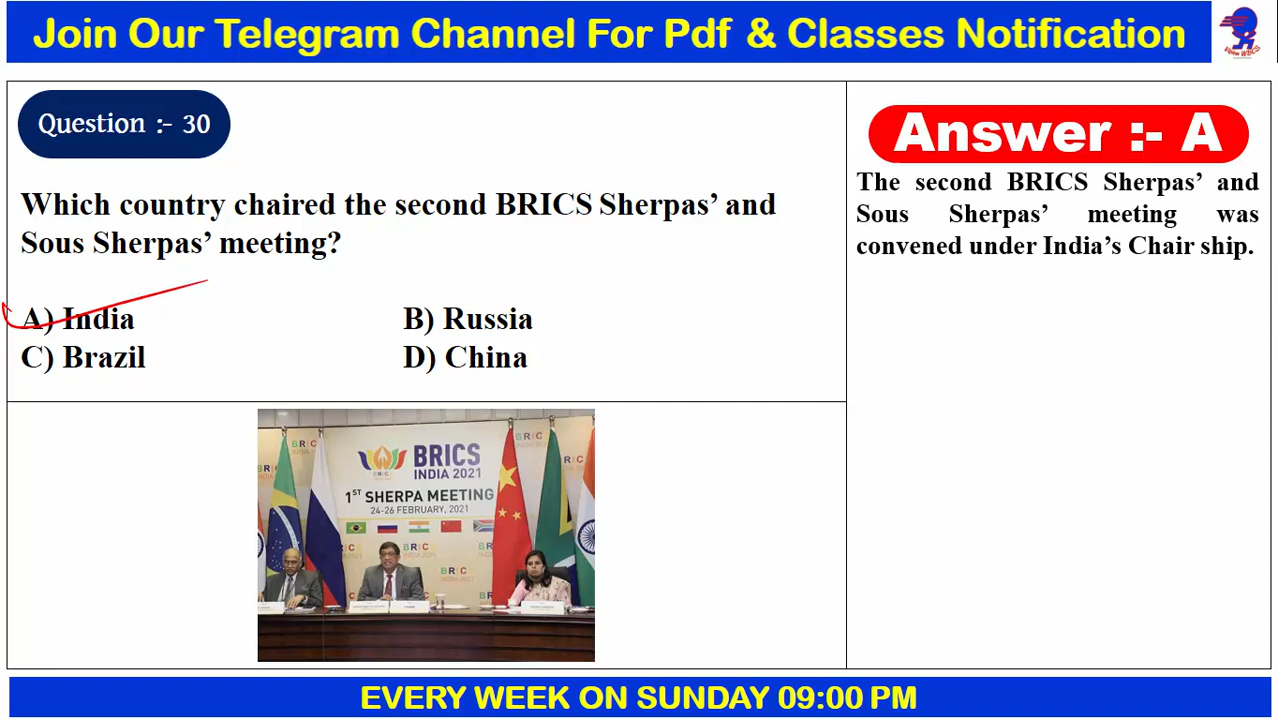 Join Our Telegram Channel For Pdf & Classes Notification
Question :- 30
Which country chaired the second BRICS Sherpas’ and
Sous Sherpas’ meeting?
A) India
B) Russia
C) Brazil
D) China
Answer :- A
The second BRICS Sherpas’ and
Sous Sherpas’ meeting was
convened under India’s Chair ship.
BRICS
INDIA 2021
1ST SHERPA MEETING
24-26 FEBRUARY, 2021
EVERY WEEK ON SUNDAY 09:00 PM